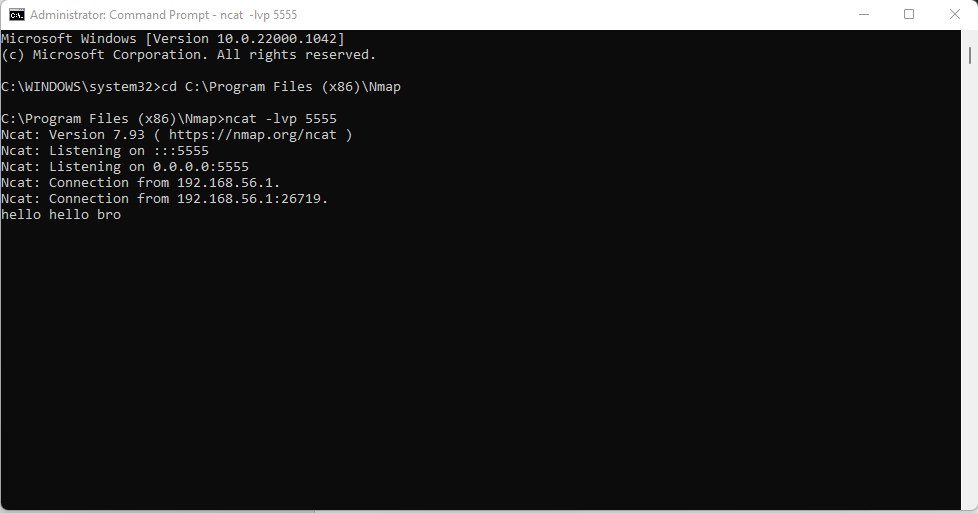 Administrator: Command Prompt - ncat -lvp 5555
Microsoft Windows [Version 10.0.22000.1042]
(c) Microsoft Corporation. All rights reserved.
C:\WINDOWS\system32>cd C:\Program Files (x86)\Nmap
C:\Program Files (x86)\Nmap>ncat -lvp 5555
Ncat: Version 7.93 ( https://nmap.org/ncat )
Ncat: Listening on :::5555
Ncat: Listening on 0.0.0.0:5555
Ncat: Connection from 192.168.56.1.
Ncat: Connection from 192.168.56.1:26719.
hello hello bro